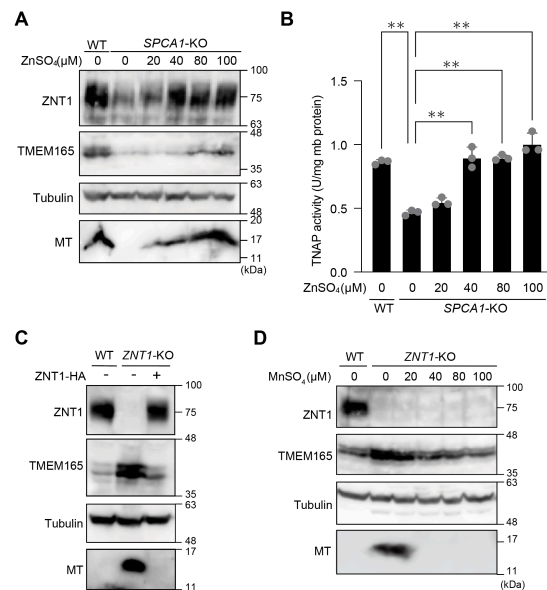 A
WT SPCA1-KO
ZnSO4(μM) 0 0 20 40 80 100
100
ZNT1
75
63
48
TMEM165
35
63
Tubulin
48
20
MT
17
11
(kDa)
B
** **
**
**
TNAP activity (U/mg mb protein)
1.5
1.0
0.5
0.0
ZnSO4(μM) 0 0 20 40 80 100
WT SPCA1-KO
C
WT ZNT1-KO
ZNT1-HA - - +
100
ZNT1
75
48
TMEM165
35
63
Tubulin
48
17
MT
11
D
WT ZNT1-KO
MnSO4(μM) 0 0 20 40 80 100
100
ZNT1
75
48
TMEM165
35
63
Tubulin
48
17
MT
11
(kDa)